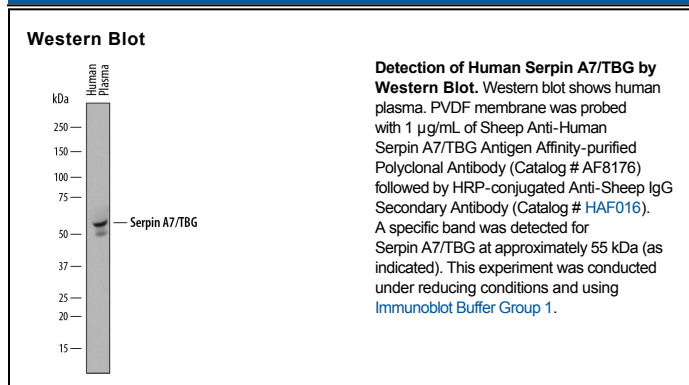 Western Blot
Human
Plasma
kDa
250
150
100
75
Serpin A7/TBG
50
37
25
20
15
Detection of Human Serpin A7/TBG by
Western Blot. Western blot shows human
plasma. PVDF membrane was probed
with 1 µg/mL of Sheep Anti-Human
Serpin A7/TBG Antigen Affinity-purified
Polyclonal Antibody (Catalog # AF8176)
followed by HRP-conjugated Anti-Sheep IgG
Secondary Antibody (Catalog # HAF016).
A specific band was detected for
Serpin A7/TBG at approximately 55 kDa (as
indicated). This experiment was conducted
under reducing conditions and using
Immunoblot Buffer Group 1.